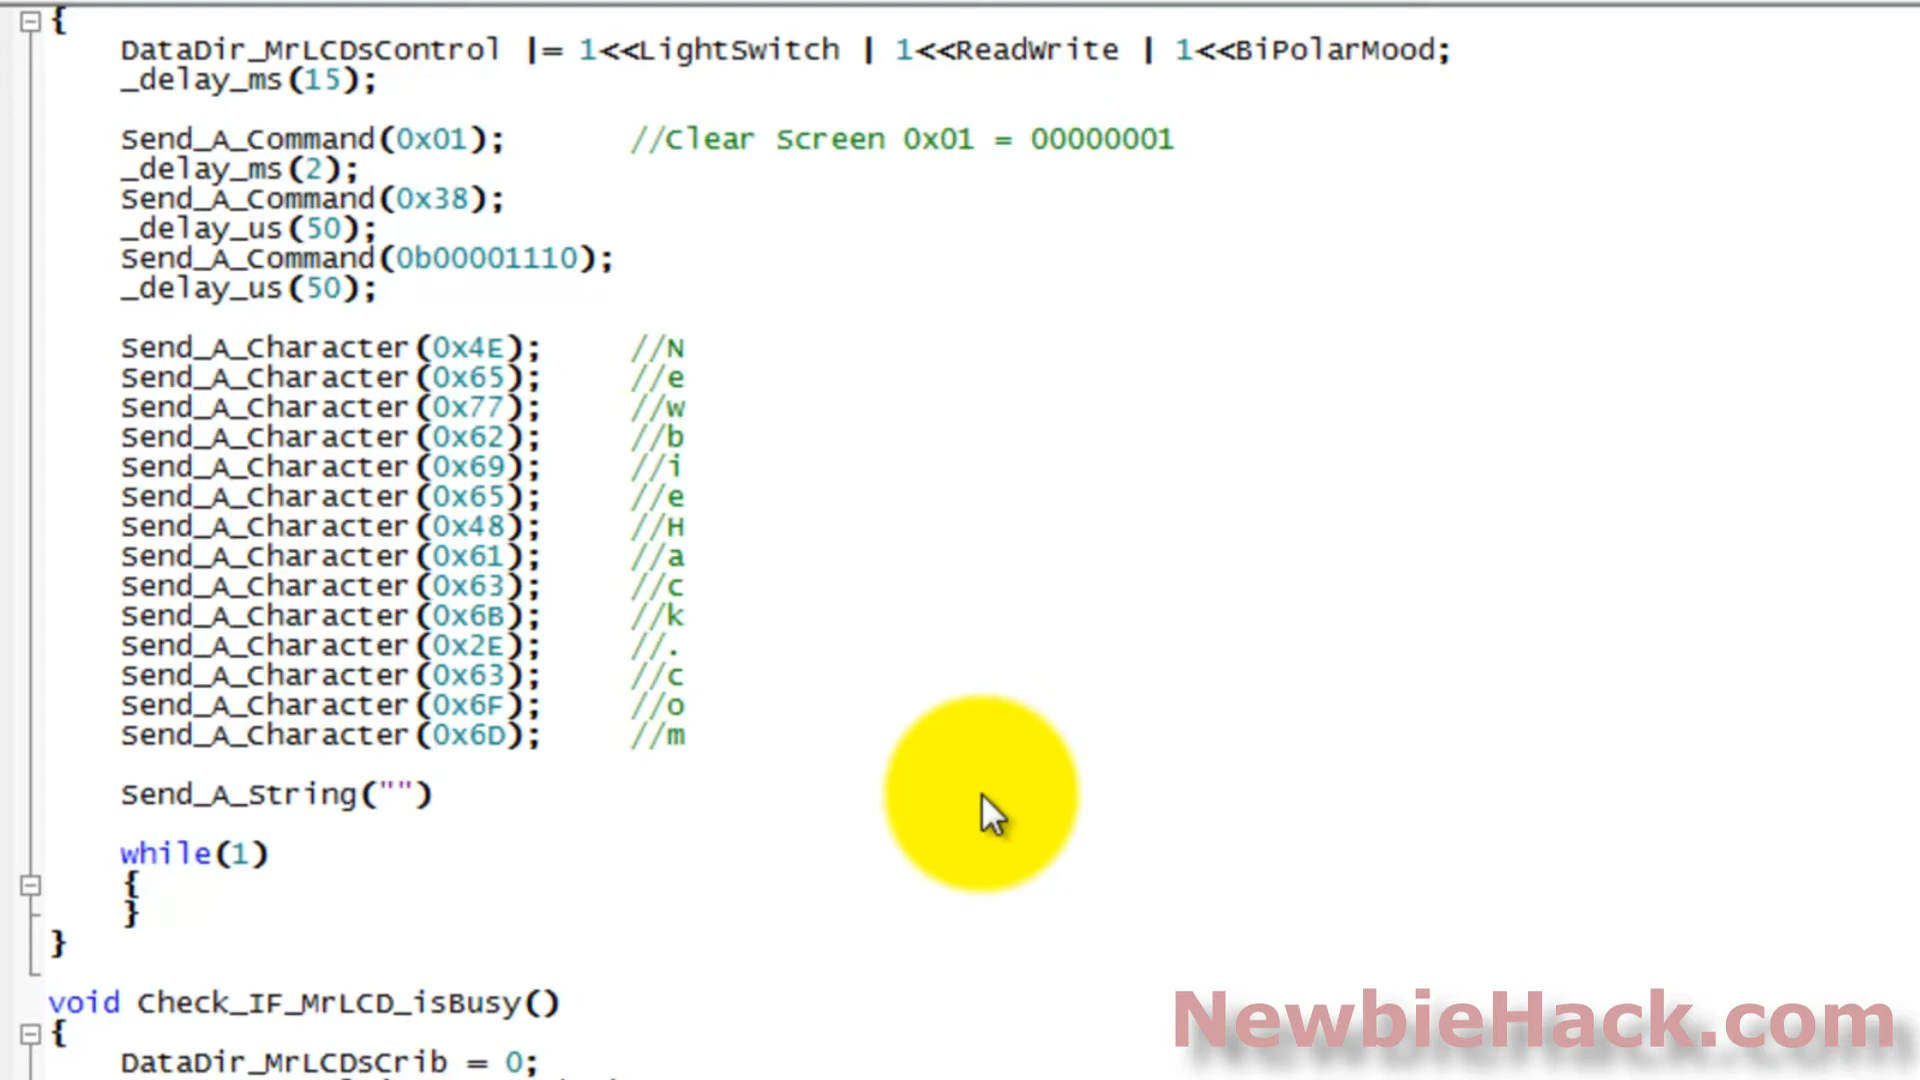 {
DataDir_MrLCDsControl |= 1<<LightSwitch | 1<<ReadWrite | 1<<BiPolarMood;
_delay_ms(15);
Send_A_Command(0x01); //Clear Screen 0x01 = 00000001
_delay_ms(2);
Send_A_Command(0x38);
_delay_us(50);
Send_A_Command(0b00001110);
_delay_us(50);
Send_A_Character(0x4E); //N
Send_A_Character(0x65); //e
Send_A_Character(0x77); //w
Send_A_Character(0x62); //b
Send_A_Character(0x69); //i
Send_A_Character(0x65); //e
Send_A_Character(0x48); //H
Send_A_Character(0x61); //a
Send_A_Character(0x63); //c
Send_A_Character(0x6B); //k
Send_A_Character(0x2E); //.
Send_A_Character(0x63); //c
Send_A_Character(0x6F); //o
Send_A_Character(0x6D); //m
Send_A_String("")
while(1)
{
}
}
void Check_IF_MrLCD_isBusy()
{
DataDir_MrLCDsCrib = 0;
NewbieHack.com